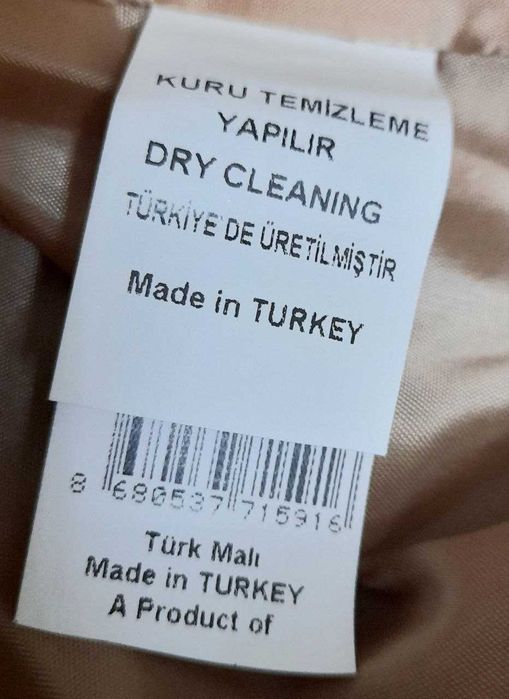 KURU TEMİZLEME
YAPILIR
DRY CLEANING
TÜRKİYE'DE ÜRETİLMİŞTİR
Made in TURKEY
8 680537 715916
Türk Malı
Made in TURKEY
A Product of